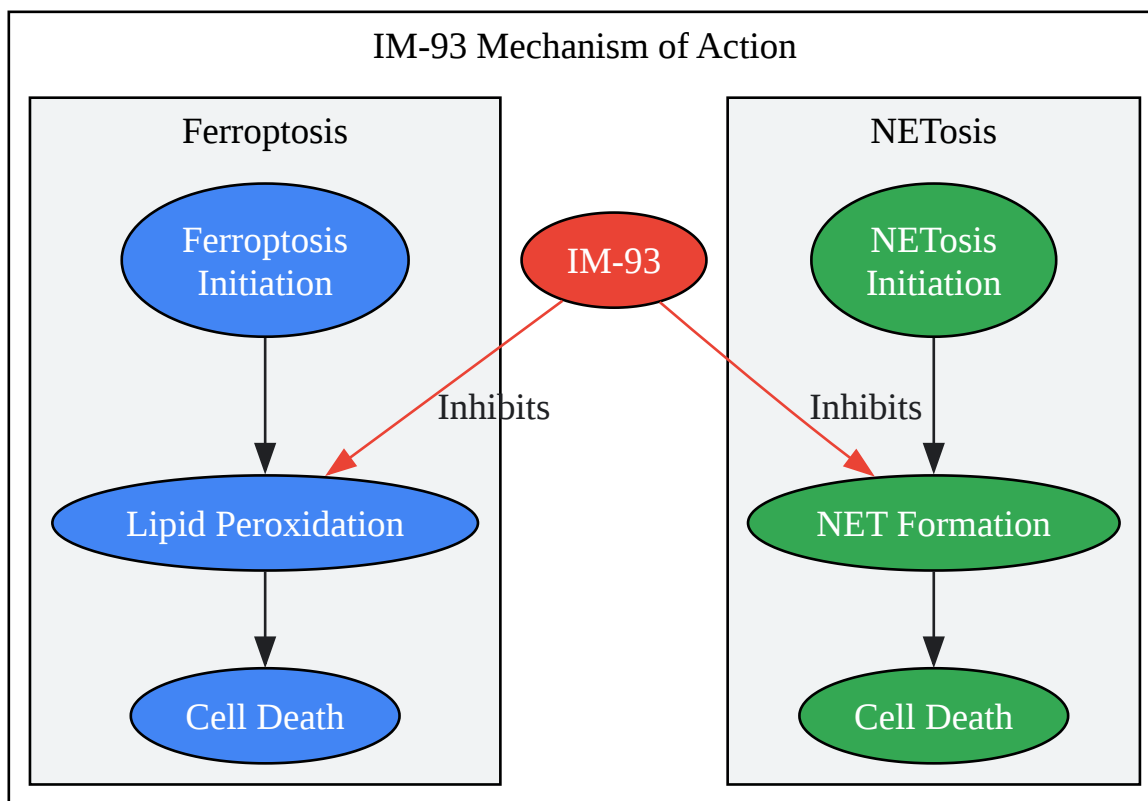 IM-93 Mechanism of Action
Ferroptosis
NETosis
Ferroptosis
Initiation
IM-93
NETosis
Initiation
Inhibits
Inhibits
Lipid Peroxidation
NET Formation
Cell Death
Cell Death